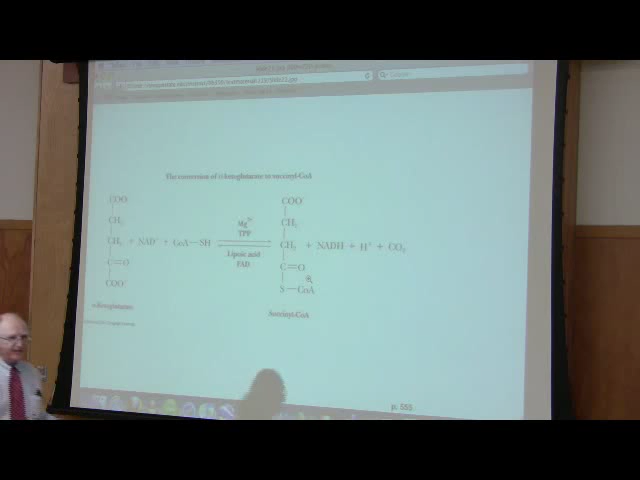 The conversion of α-ketoglutarate to succinyl-CoA
COO⁻
CH₂
CH₂ + NAD⁺ + CoA—SH
C=O
COO⁻
α-Ketoglutarate
Mg²⁺
TPP
Lipoic acid
FAD
COO⁻
CH₂
CH₂ + NADH + H⁺ + CO₂
C=O
S—CoA
Succinyl-CoA
p. 555